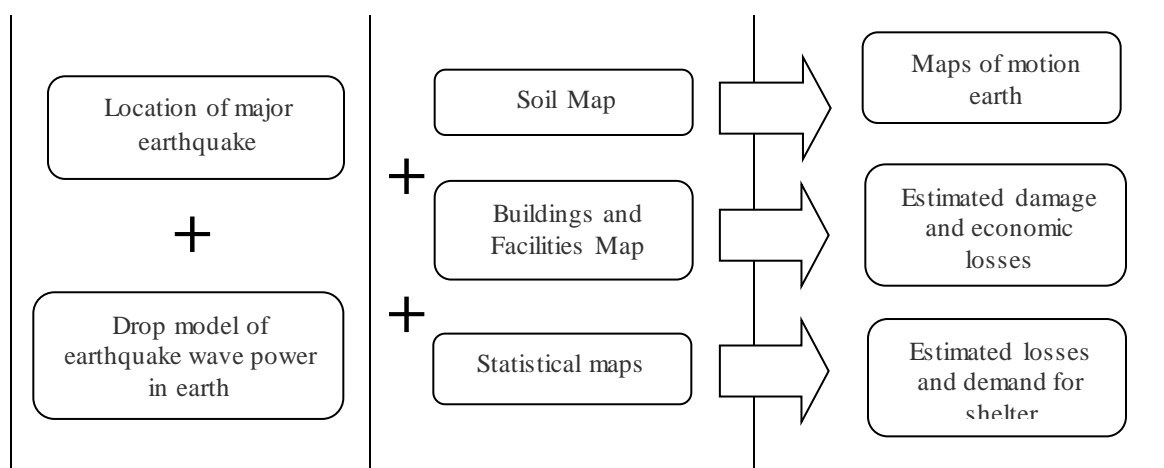 Location of major
earthquake
+
Drop model of
earthquake wave power
in earth
Soil Map
+
Buildings and
Facilities Map
+
Statistical maps
Maps of motion
earth
Estimated damage
and economic
losses
Estimated losses
and demand for
shelter